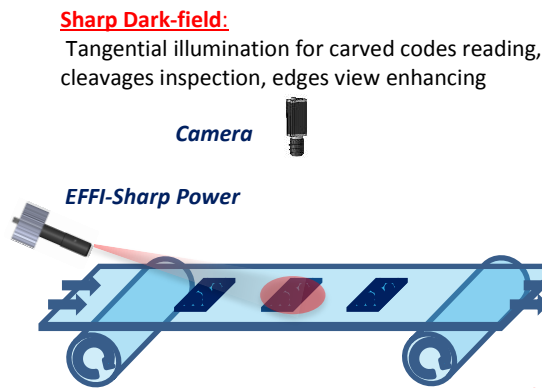 Sharp Dark-field:
Tangential illumination for carved codes reading,
cleavages inspection, edges view enhancing
Camera
EFFI-Sharp Power